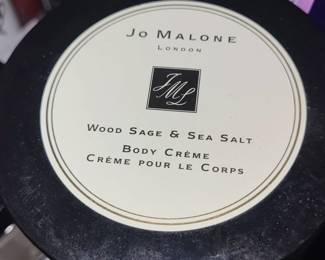 JO MALONE
LONDON
JML
WOOD SAGE & SEA SALT
BODY CRÈME
CRÈME POUR LE CORPS